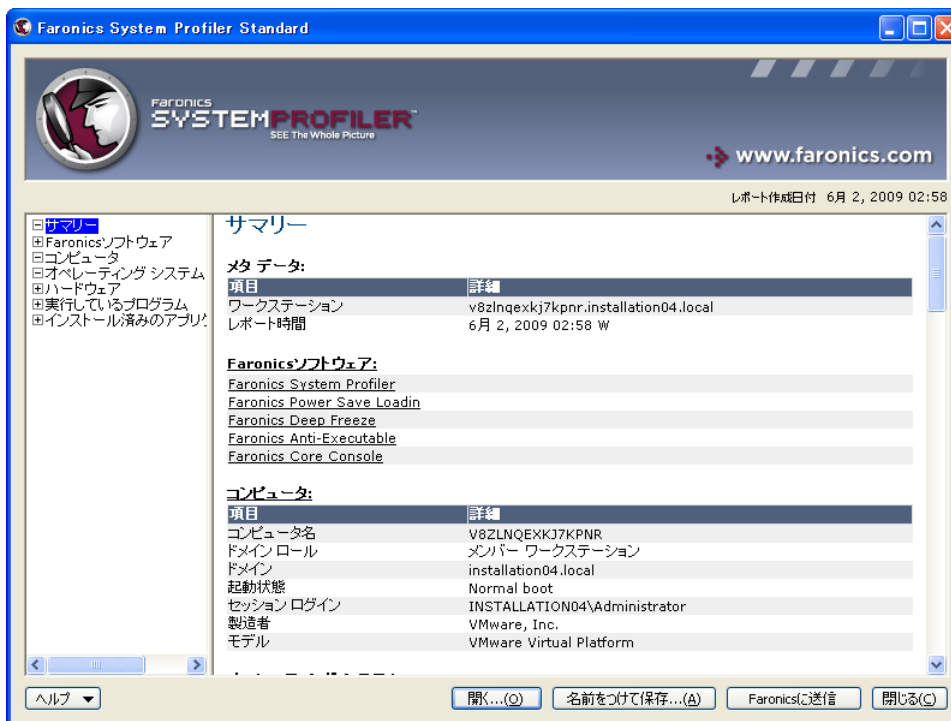 Faronics System Profiler Standard
Faronics
SYSTEMPROFILER™
SEE The Whole Picture
www.faronics.com
レポート作成日付 6月 2, 2009 02:58
サマリー
Faronicsソフトウェア
コンピュータ
オペレーティング システム
ハードウェア
実行しているプログラム
インストール済みのアプリ
サマリー
メタ データ:
項目 詳細
ワークステーション v8zlnqexkj7kpnr.installation04.local
レポート時間 6月 2, 2009 02:58 W
Faronicsソフトウェア:
Faronics System Profiler
Faronics Power Save Loadin
Faronics Deep Freeze
Faronics Anti-Executable
Faronics Core Console
コンピュータ:
項目 詳細
コンピュータ名 V8ZLNQEXKJ7KPNR
ドメイン ロール メンバー ワークステーション
ドメイン installation04.local
起動状態 Normal boot
セッション ログイン INSTALLATION04\Administrator
製造者 VMware, Inc.
モデル VMware Virtual Platform
ヘルプ
開く...(O)
名前をつけて保存...(A)
Faronicsに送信
閉じる(C)